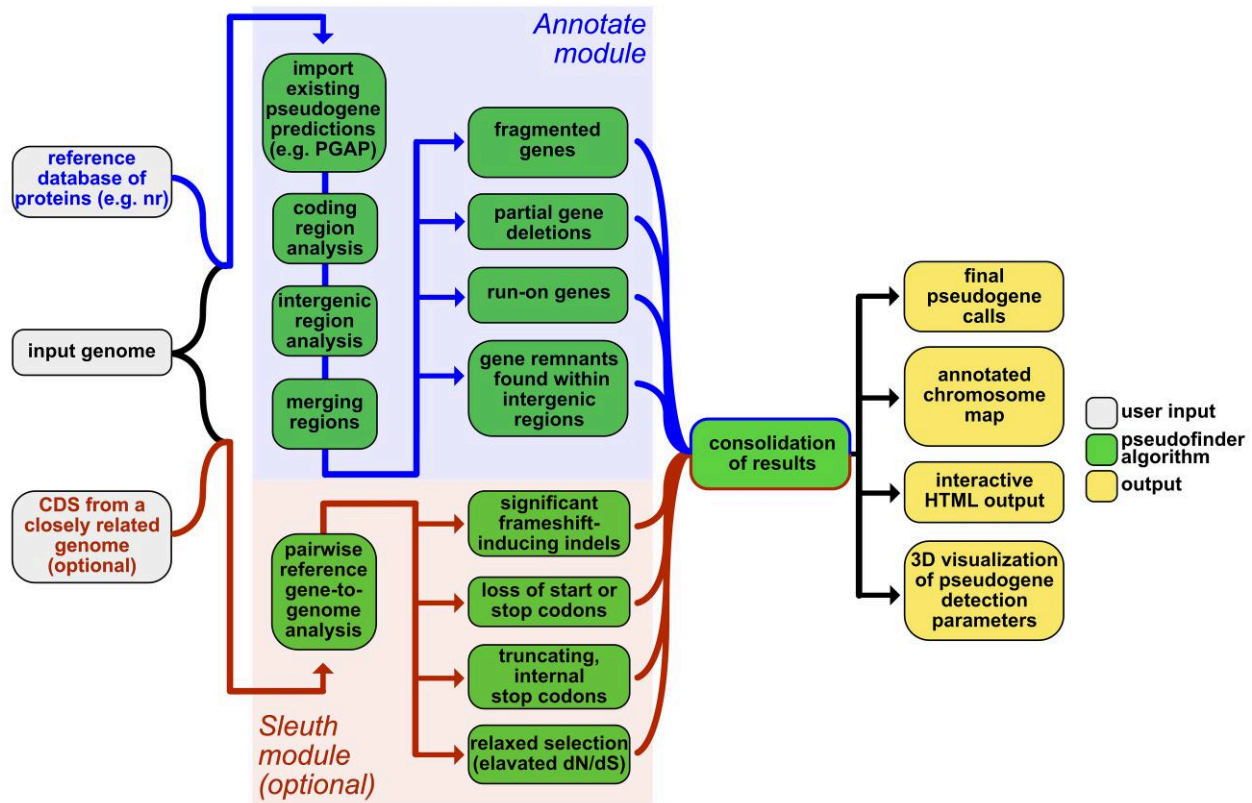 Annotate
module
import
existing
pseudogene
predictions
(e.g. PGAP)
coding
region
analysis
intergenic
region
analysis
merging
regions
fragmented
genes
partial gene
deletions
run-on genes
gene remnants
found within
intergenic
regions
reference
database of
proteins (e.g. nr)
input genome
CDS from a
closely related
genome
(optional)
pairwise
reference
gene-to-
genome
analysis
significant
frameshift-
inducing indels
loss of start or
stop codons
truncating,
internal
stop codons
relaxed selection
(elavated dN/dS)
Sleuth
module
(optional)
consolidation
of results
final
pseudogene
calls
annotated
chromosome
map
interactive
HTML output
3D visualization
of pseudogene
detection
parameters
user input
pseudofinder
algorithm
output